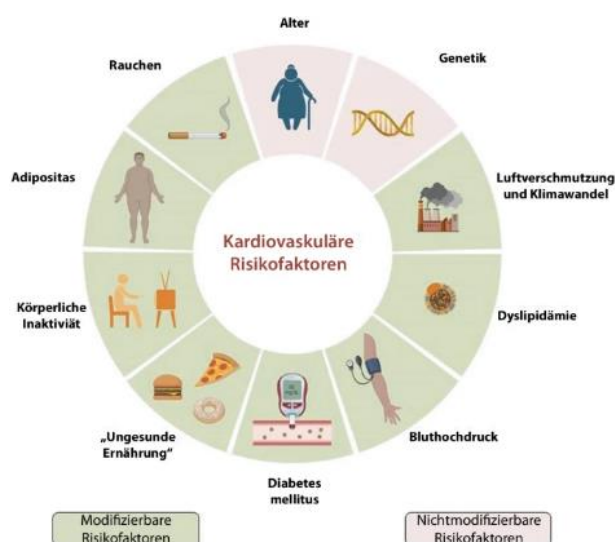 Alter
Genetik
Rauchen
Luftverschmutzung
und Klimawandel
Adipositas
Kardiovaskuläre
Risikofaktoren
Dyslipidämie
Körperliche
Inaktiviät
Bluthochdruck
„Ungesunde
Ernährung“
Diabetes
mellitus
Modifizierbare
Risikofaktoren
Nichtmodifizierbare
Risikofaktoren